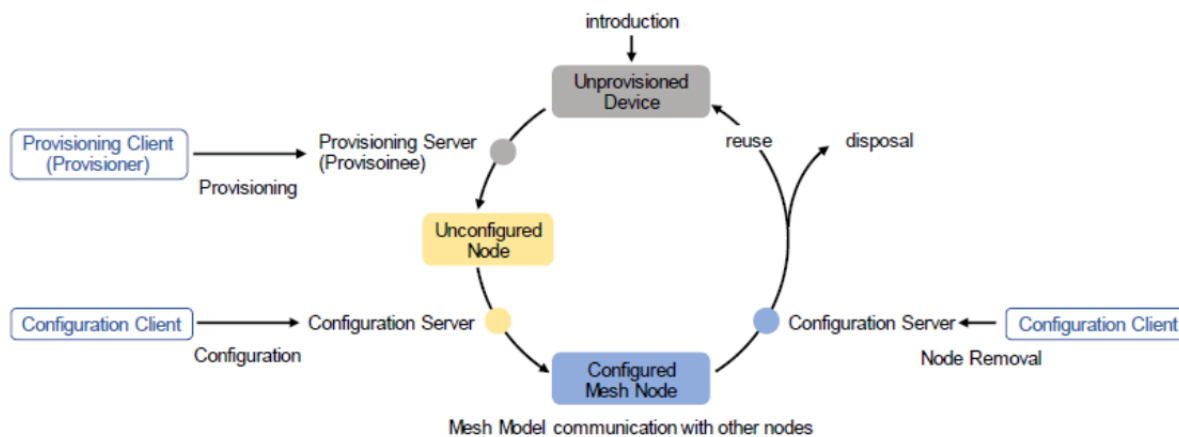 introduction
Unprovisioned
Device
Provisioning Client
(Provisioner)
Provisioning
Provisioning Server
(Provisoinee)
reuse
disposal
Unconfigured
Node
Configuration Client
Configuration
Configuration Server
Configuration Server
Configuration Client
Node Removal
Configured
Mesh Node
Mesh Model communication with other nodes